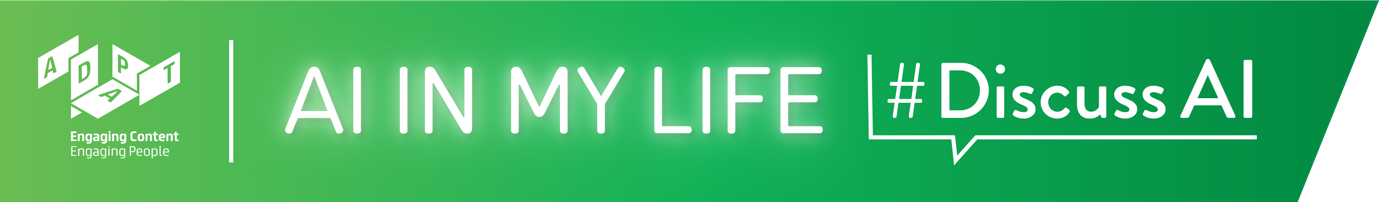 ADAPT
Engaging Content
Engaging People
AI IN MY LIFE
#Discuss AI